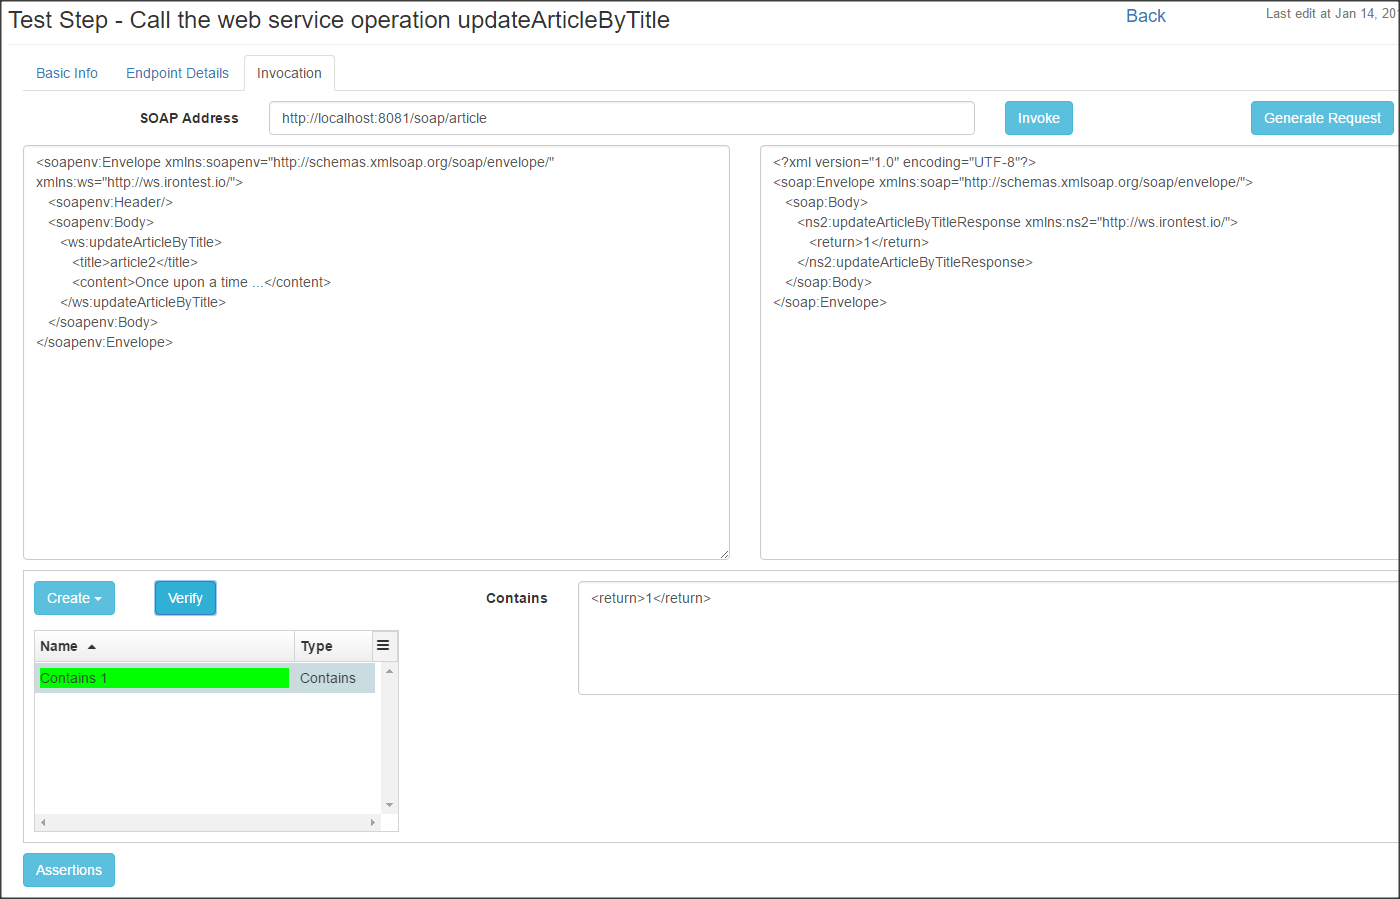 Test Step - Call the web service operation updateArticleByTitle
Back
Last edit at Jan 14, 20
Basic Info
Endpoint Details
Invocation
SOAP Address
http://localhost:8081/soap/article
Invoke
Generate Request
<soapenv:Envelope xmlns:soapenv="http://schemas.xmlsoap.org/soap/envelope/"
xmlns:ws="http://ws.irontest.io/">
<soapenv:Header/>
<soapenv:Body>
<ws:updateArticleByTitle>
<title>article2</title>
<content>Once upon a time ...</content>
</ws:updateArticleByTitle>
</soapenv:Body>
</soapenv:Envelope>
<?xml version="1.0" encoding="UTF-8"?>
<soap:Envelope xmlns:soap="http://schemas.xmlsoap.org/soap/envelope/">
<soap:Body>
<ns2:updateArticleByTitleResponse xmlns:ns2="http://ws.irontest.io/">
<return>1</return>
</ns2:updateArticleByTitleResponse>
</soap:Body>
</soap:Envelope>
Create
Verify
Name
Type
Contains 1
Contains
Contains
<return>1</return>
Assertions